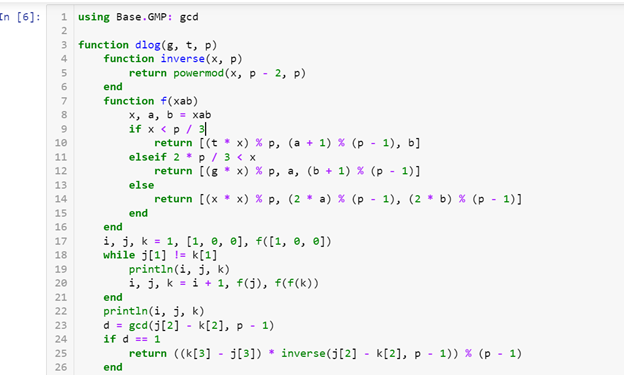 In [6]:
1 using Base.GMP: gcd
2
3 function dlog(g, t, p)
4     function inverse(x, p)
5         return powermod(x, p - 2, p)
6     end
7     function f(xab)
8         x, a, b = xab
9         if x < p / 3
10             return [(t * x) % p, (a + 1) % (p - 1), b]
11         elseif 2 * p / 3 < x
12             return [(g * x) % p, a, (b + 1) % (p - 1)]
13         else
14             return [(x * x) % p, (2 * a) % (p - 1), (2 * b) % (p - 1)]
15         end
16     end
17     i, j, k = 1, [1, 0, 0], f([1, 0, 0])
18     while j[1] != k[1]
19         println(i, j, k)
20         i, j, k = i + 1, f(j), f(f(k))
21     end
22     println(i, j, k)
23     d = gcd(j[2] - k[2], p - 1)
24     if d == 1
25         return ((k[3] - j[3]) * inverse(j[2] - k[2], p - 1)) % (p - 1)
26     end